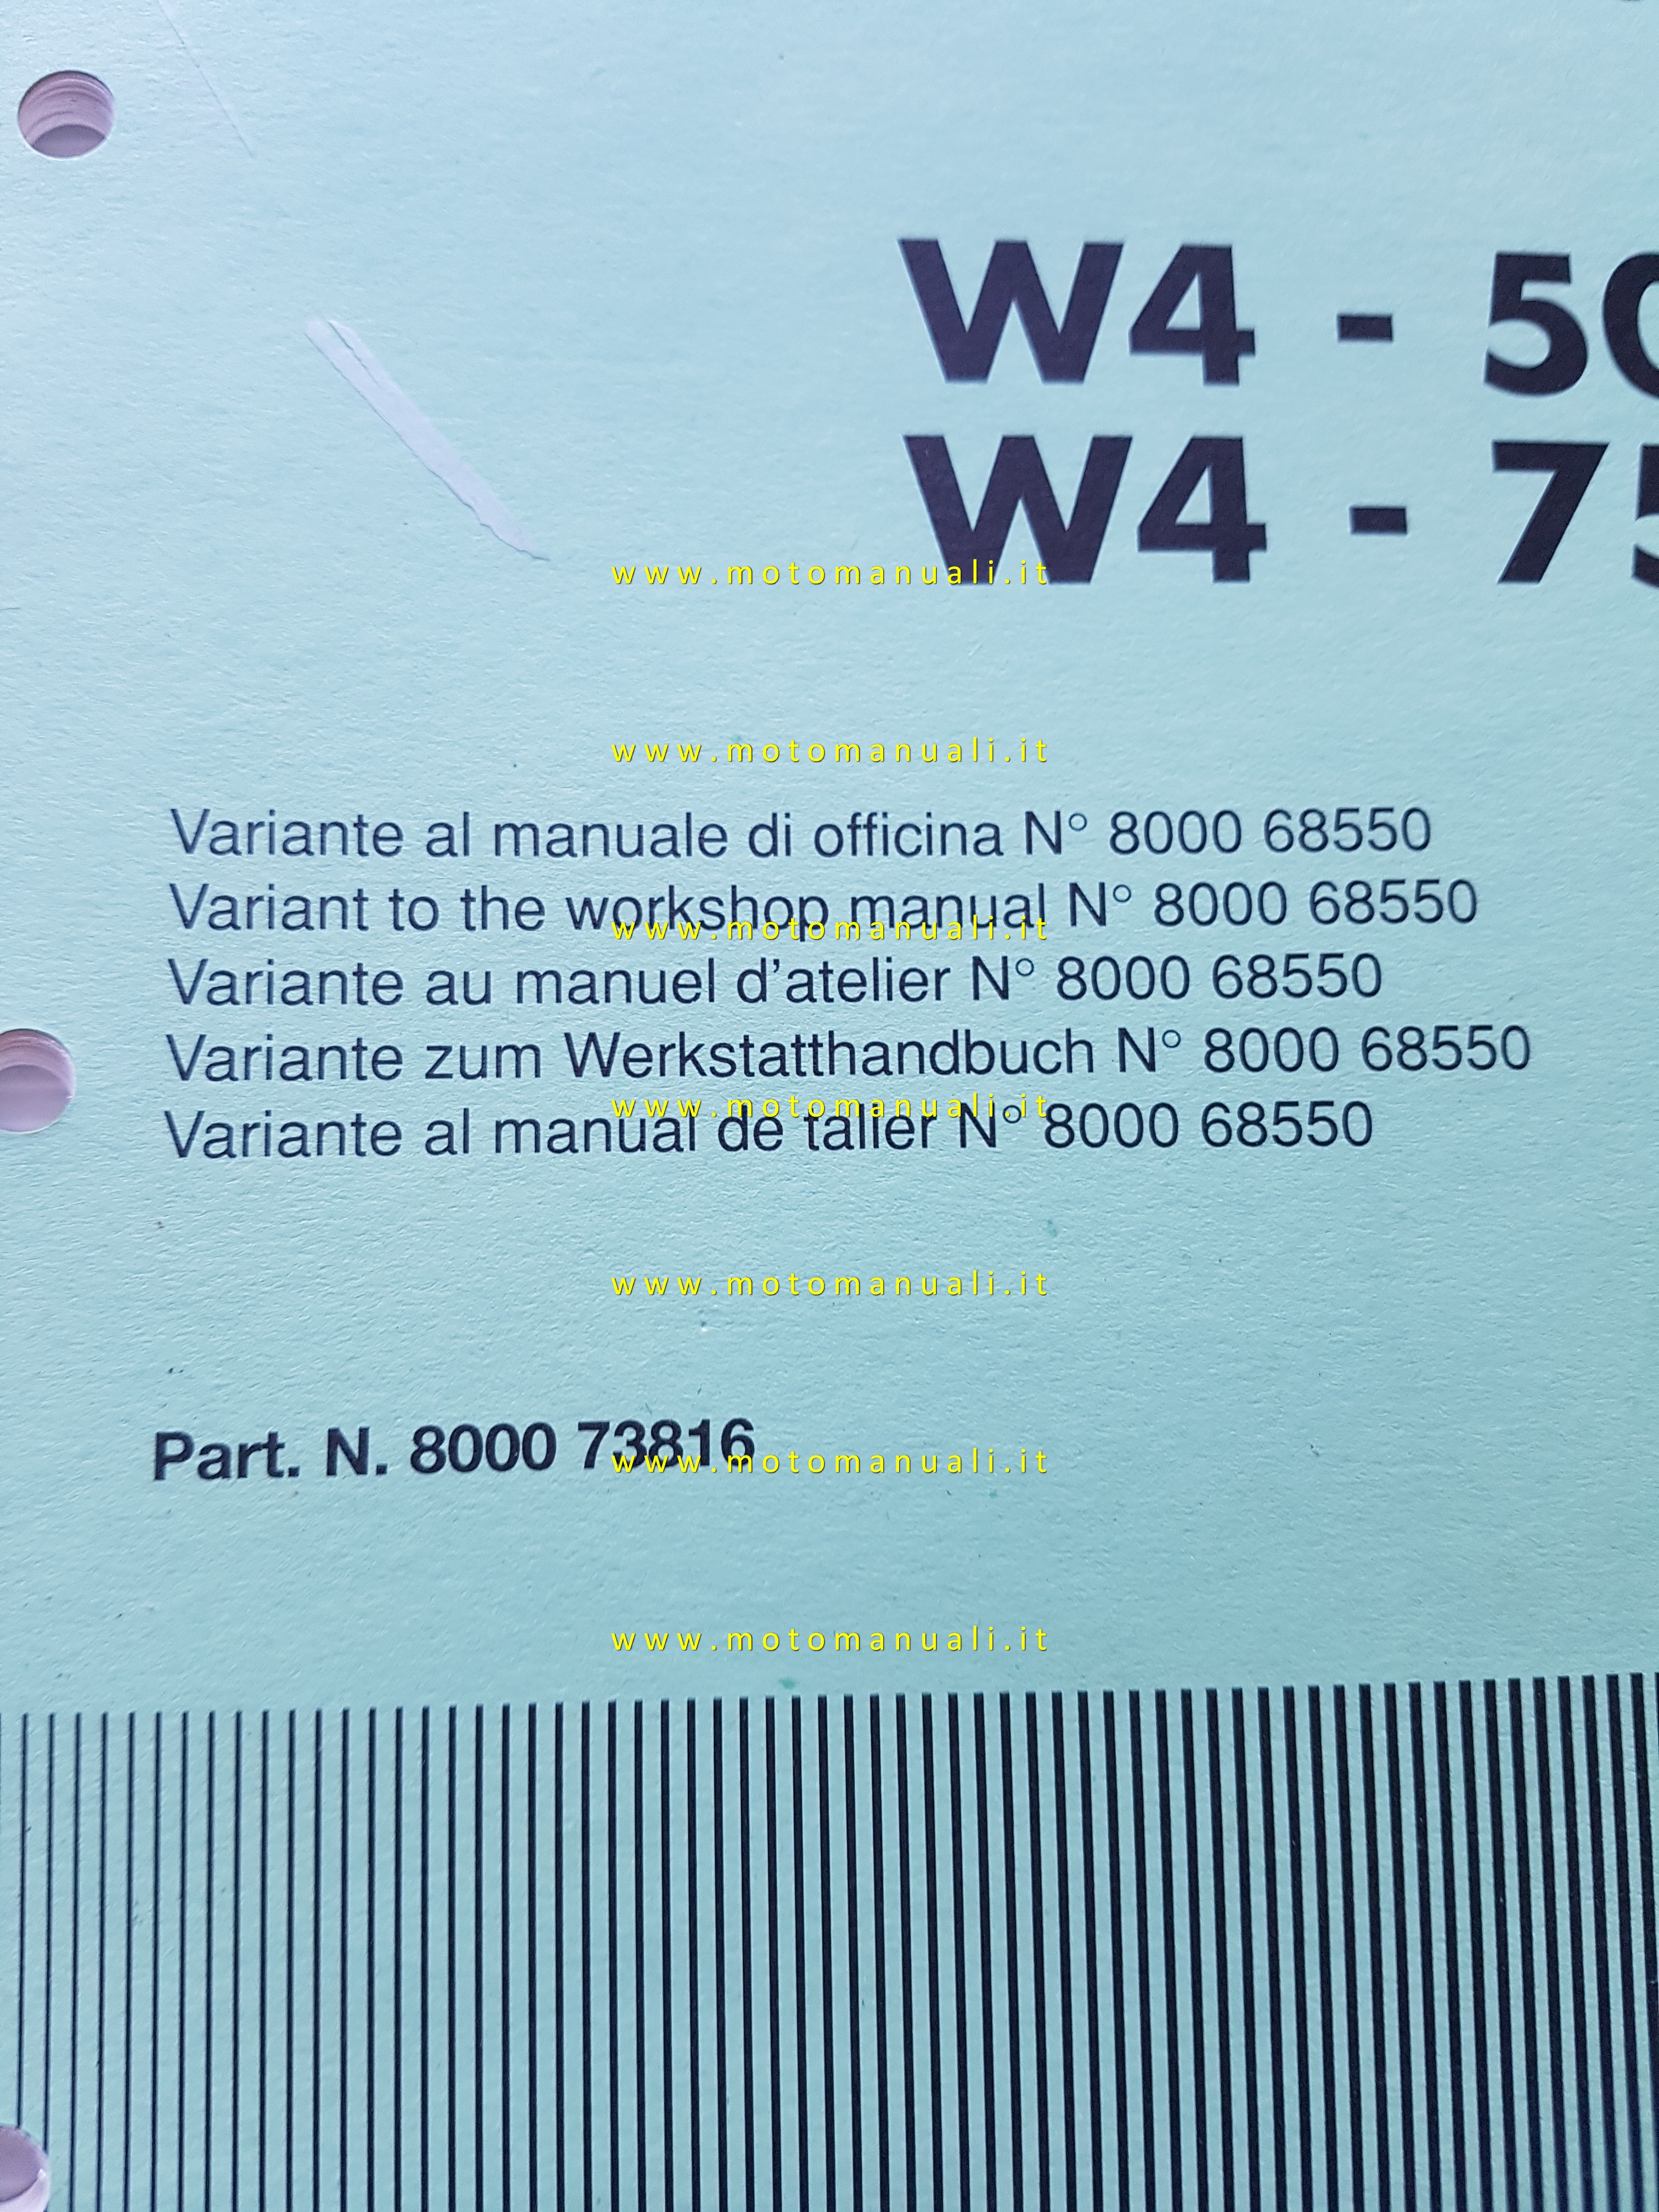 W4 - 50
W4 - 75
www.motomanuali.it
www.motomanuali.it
Variante al manuale di officina N° 8000 68550
Variant to the workshop manual N° 8000 68550
www.motomanuali.it
Variante au manuel d'atelier N° 8000 68550
Variante zum Werkstatthandbuch N° 8000 68550
www.motomanuali.it
Variante al manual de taller N° 8000 68550
www.motomanuali.it
Part. N. 8000 73816
www.motomanuali.it
www.motomanuali.it